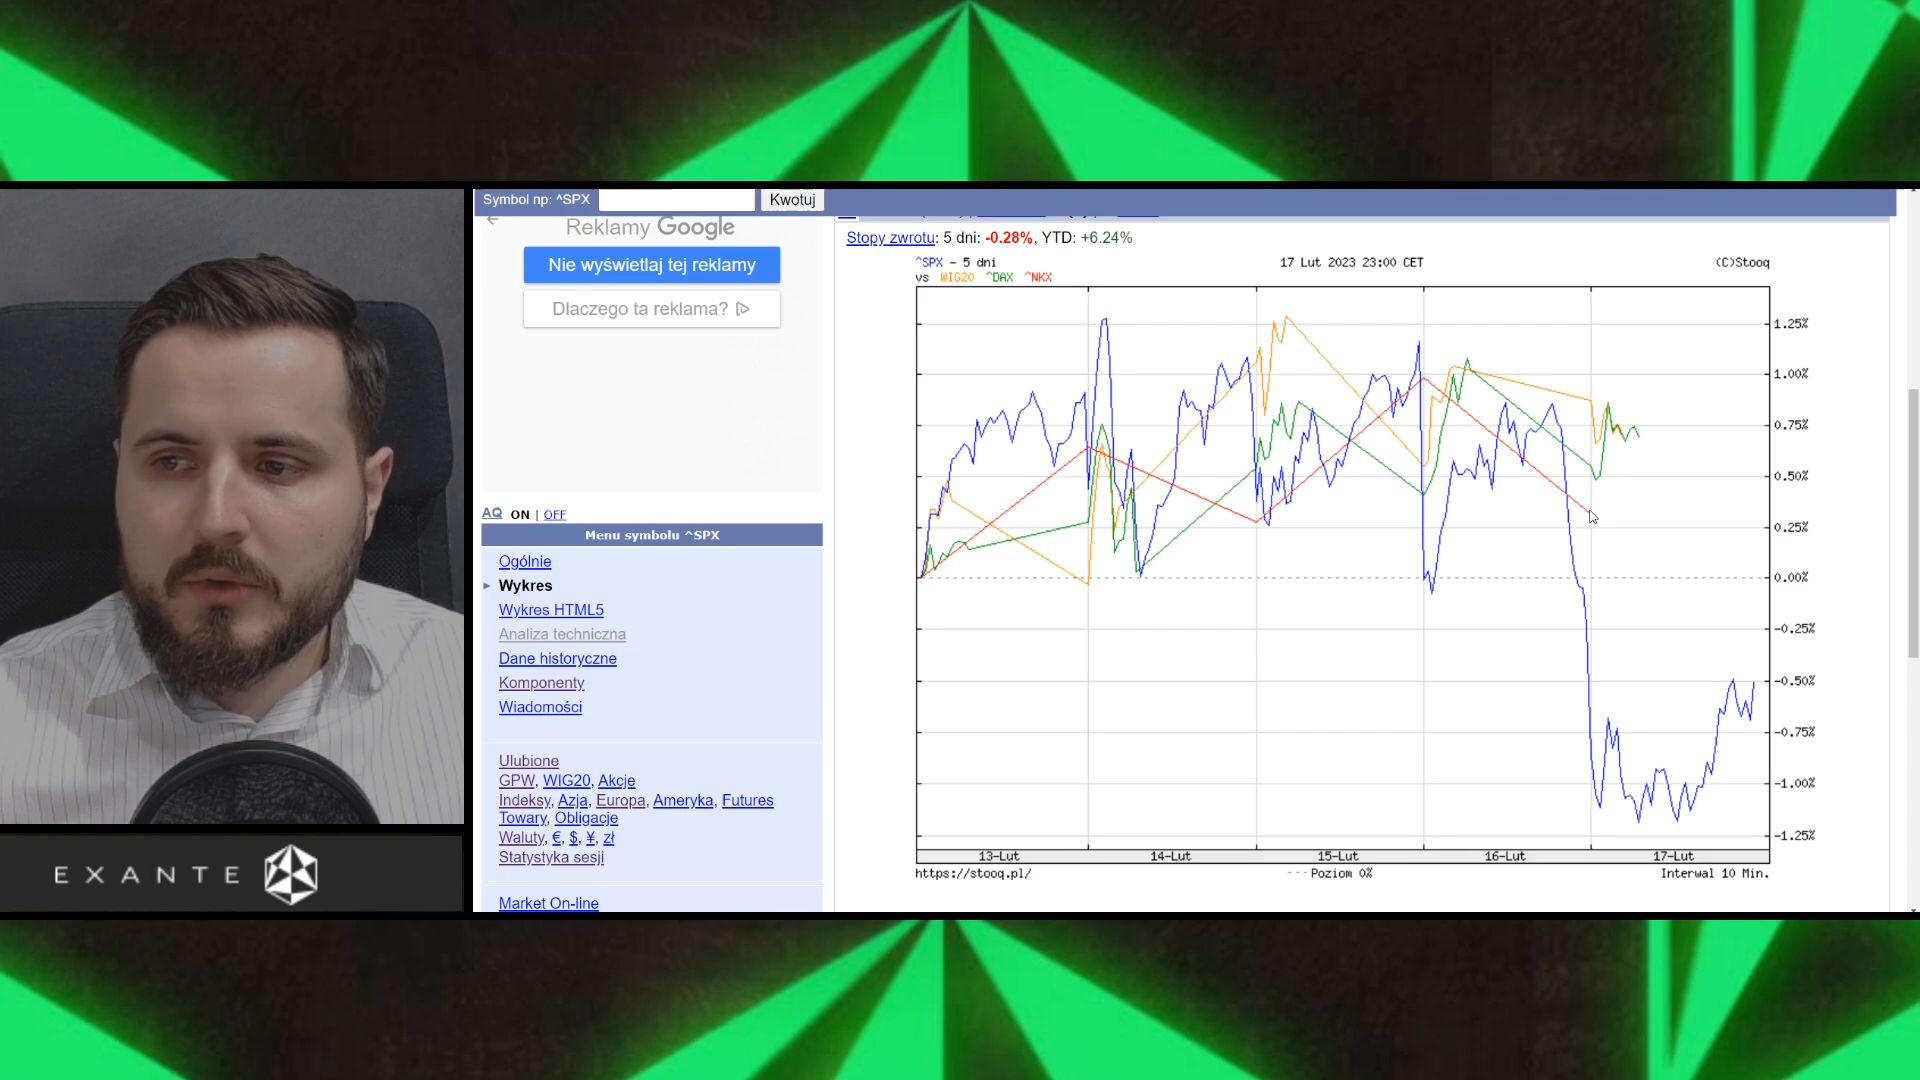 Symbol np: ^SPX
Kwotuj
Reklamy Google
Nie wyświetlaj tej reklamy
Dlaczego ta reklama?
AQ ON | OFF
Menu symbolu ^SPX
Ogólnie
Wykres
Wykres HTML5
Analiza techniczna
Dane historyczne
Komponenty
Wiadomości
Ulubione
GPW, WIG20, Akcje
Indeksy, Azja, Europa, Ameryka, Futures
Towary, Obligacje
Waluty, €, $, ¥, zł
Statystyka sesji
Market On-line
Stopy zwrotu: 5 dni: -0.28%, YTD: +6.24%
^SPX - 5 dni
17 Lut 2023 23:00 CET
(C)Stooq
vs WIG20 ^DAX ^NKX
1.25%
1.00%
0.75%
0.50%
0.25%
0.00%
-0.25%
-0.50%
-0.75%
-1.00%
-1.25%
13-Lut
14-Lut
15-Lut
16-Lut
17-Lut
https://stooq.pl/
--- Poziom 0%
Interwal 10 Min.
EXANTE